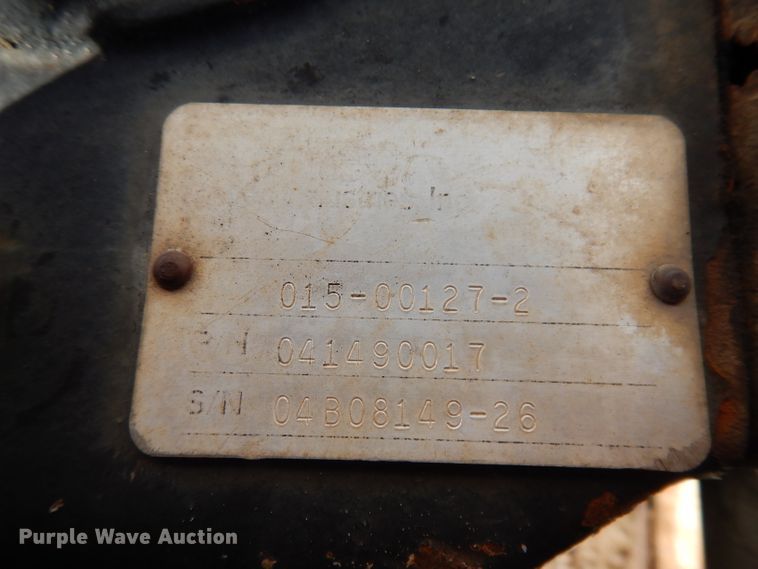 015-00127-2
041490017
S/N 04B08149-26
Purple Wave Auction